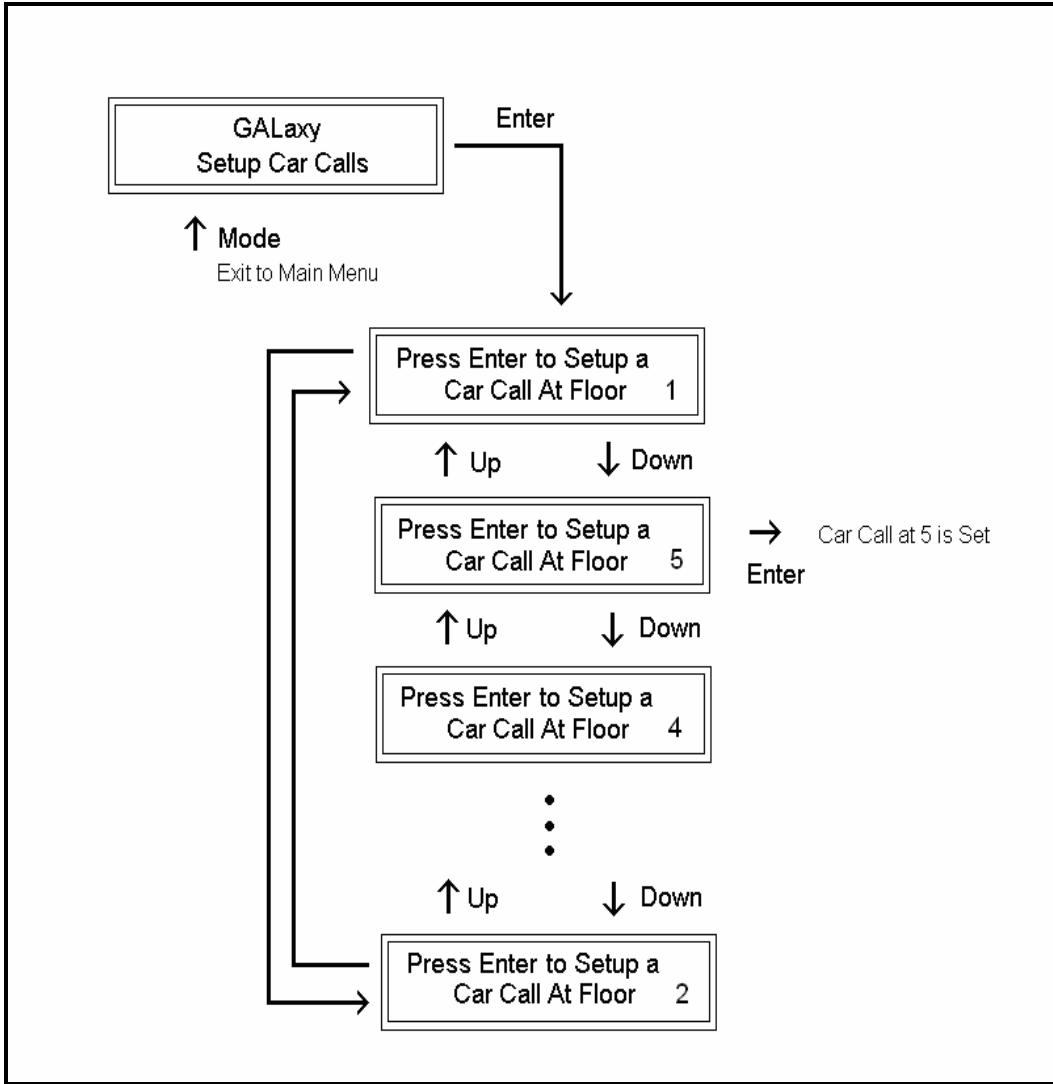 GALaxy
Setup Car Calls
Enter
↑ Mode
Exit to Main Menu
Press Enter to Setup a
Car Call At Floor 1
↑ Up ↓ Down
Press Enter to Setup a
Car Call At Floor 5
→ Car Call at 5 is Set
Enter
↑ Up ↓ Down
Press Enter to Setup a
Car Call At Floor 4
↑ Up ↓ Down
Press Enter to Setup a
Car Call At Floor 2